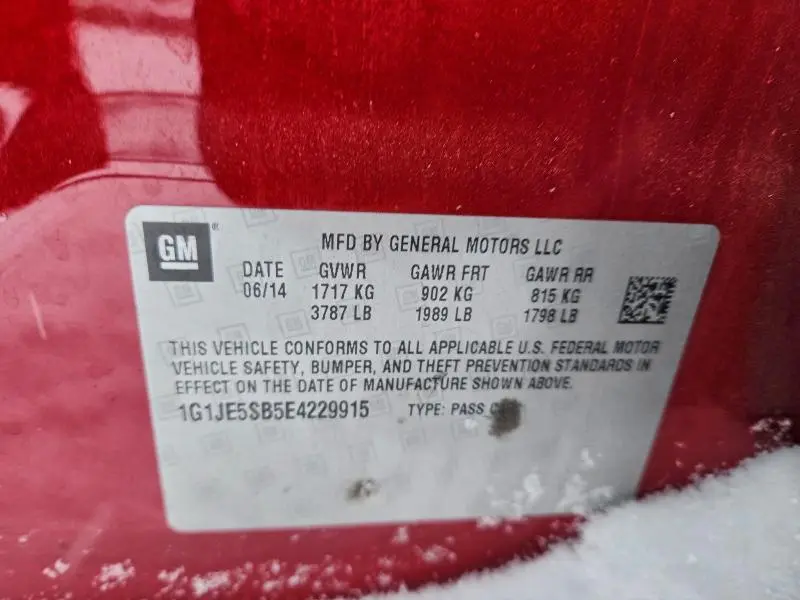 GM ®
MFD BY GENERAL MOTORS LLC
DATE GVWR GAWR FRT GAWR RR
06/14 1717 KG 902 KG 815 KG
3787 LB 1989 LB 1798 LB
THIS VEHICLE CONFORMS TO ALL APPLICABLE U.S. FEDERAL MOTOR
VEHICLE SAFETY, BUMPER, AND THEFT PREVENTION STANDARDS IN
EFFECT ON THE DATE OF MANUFACTURE SHOWN ABOVE.
1G1JE5SB5E4229915 TYPE: PASS